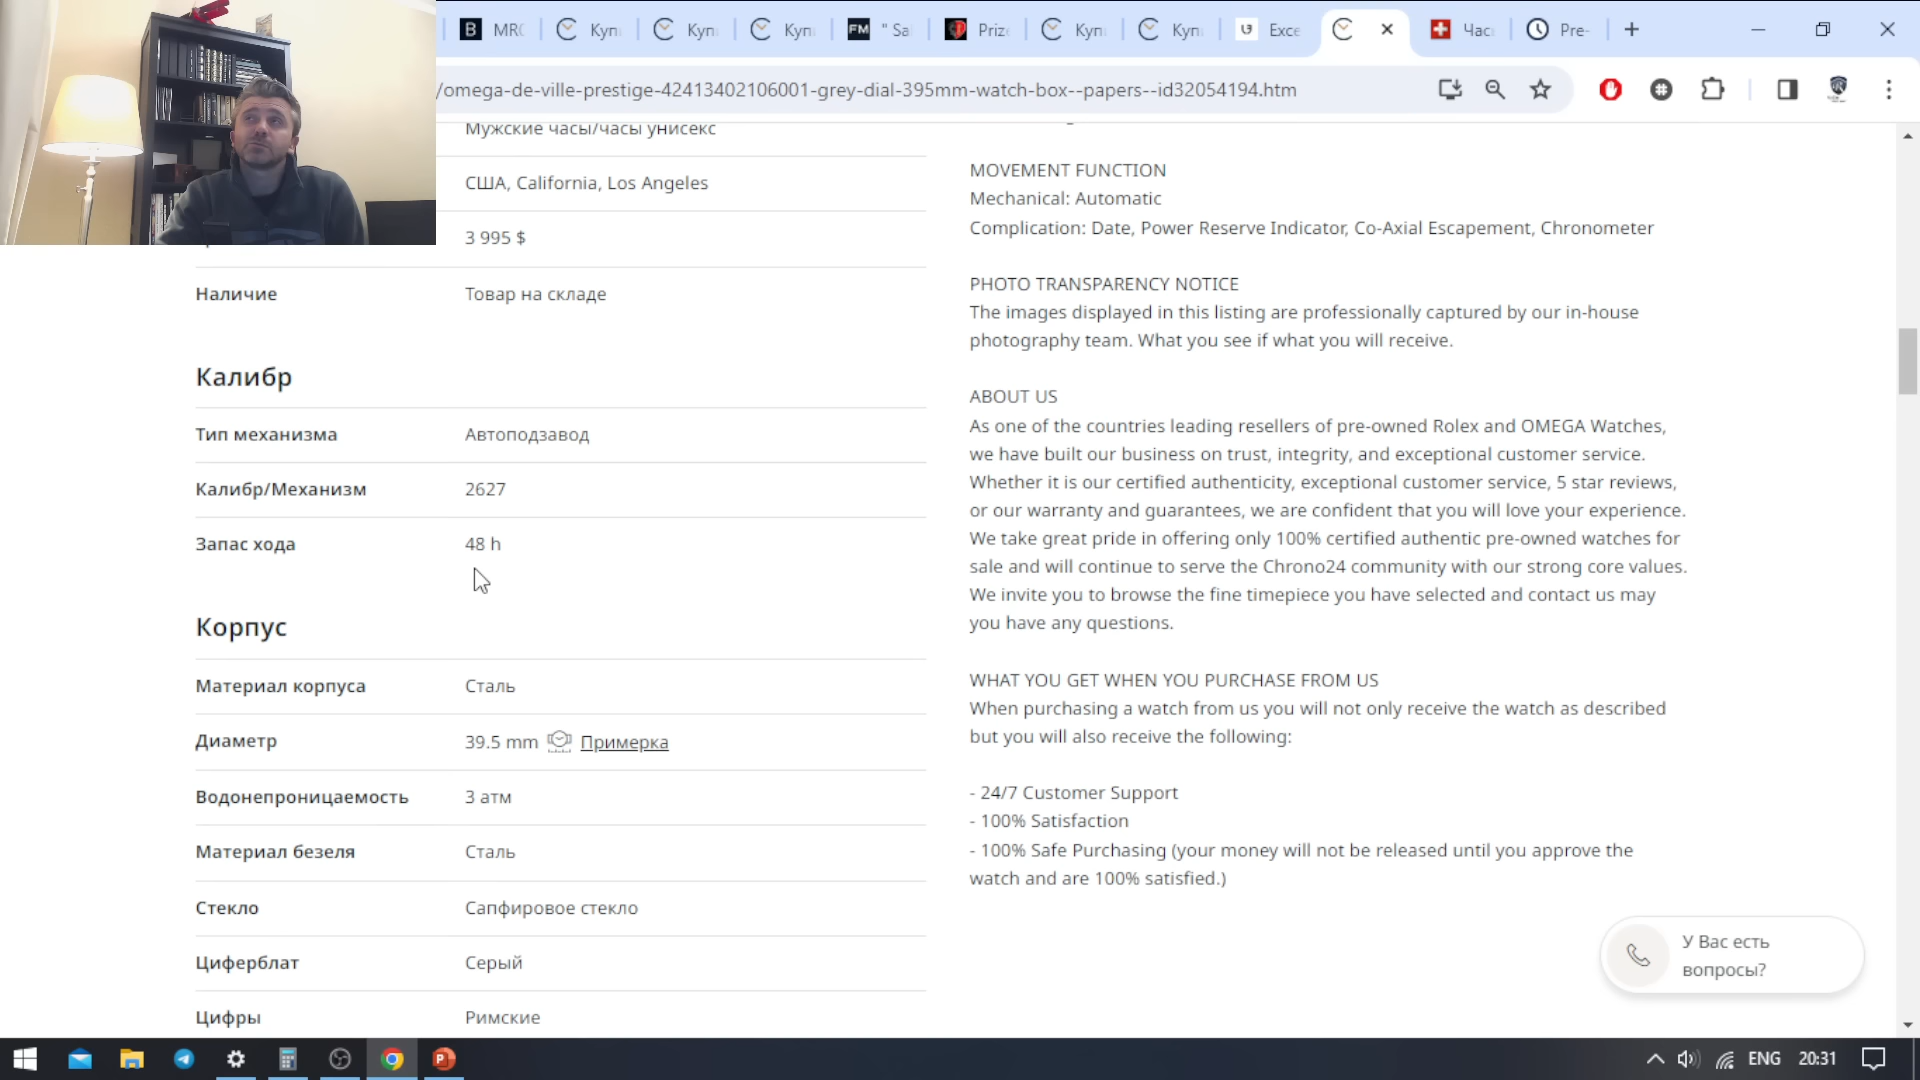 MR
Куп
Куп
Куп
FM
" Sa
Priz
Куп
Куп
Exce
Час
Pre-
/omega-de-ville-prestige-42413402106001-grey-dial-395mm-watch-box--papers--id32054194.htm
Мужские часы/часы унисекс
США, California, Los Angeles
3 995 $
Наличие
Товар на складе
Калибр
Тип механизма
Автоподзавод
Калибр/Механизм
2627
Запас хода
48 h
Корпус
Материал корпуса
Сталь
Диаметр
39.5 mm Примерка
Водонепроницаемость
3 атм
Материал безеля
Сталь
Стекло
Сапфировое стекло
Циферблат
Серый
Цифры
Римские
MOVEMENT FUNCTION
Mechanical: Automatic
Complication: Date, Power Reserve Indicator, Co-Axial Escapement, Chronometer
PHOTO TRANSPARENCY NOTICE
The images displayed in this listing are professionally captured by our in-house
photography team. What you see if what you will receive.
ABOUT US
As one of the countries leading resellers of pre-owned Rolex and OMEGA Watches,
we have built our business on trust, integrity, and exceptional customer service.
Whether it is our certified authenticity, exceptional customer service, 5 star reviews,
or our warranty and guarantees, we are confident that you will love your experience.
We take great pride in offering only 100% certified authentic pre-owned watches for
sale and will continue to serve the Chrono24 community with our strong core values.
We invite you to browse the fine timepiece you have selected and contact us may
you have any questions.
WHAT YOU GET WHEN YOU PURCHASE FROM US
When purchasing a watch from us you will not only receive the watch as described
but you will also receive the following:
- 24/7 Customer Support
- 100% Satisfaction
- 100% Safe Purchasing (your money will not be released until you approve the
watch and are 100% satisfied.)
У Вас есть
вопросы?
ENG
20:31